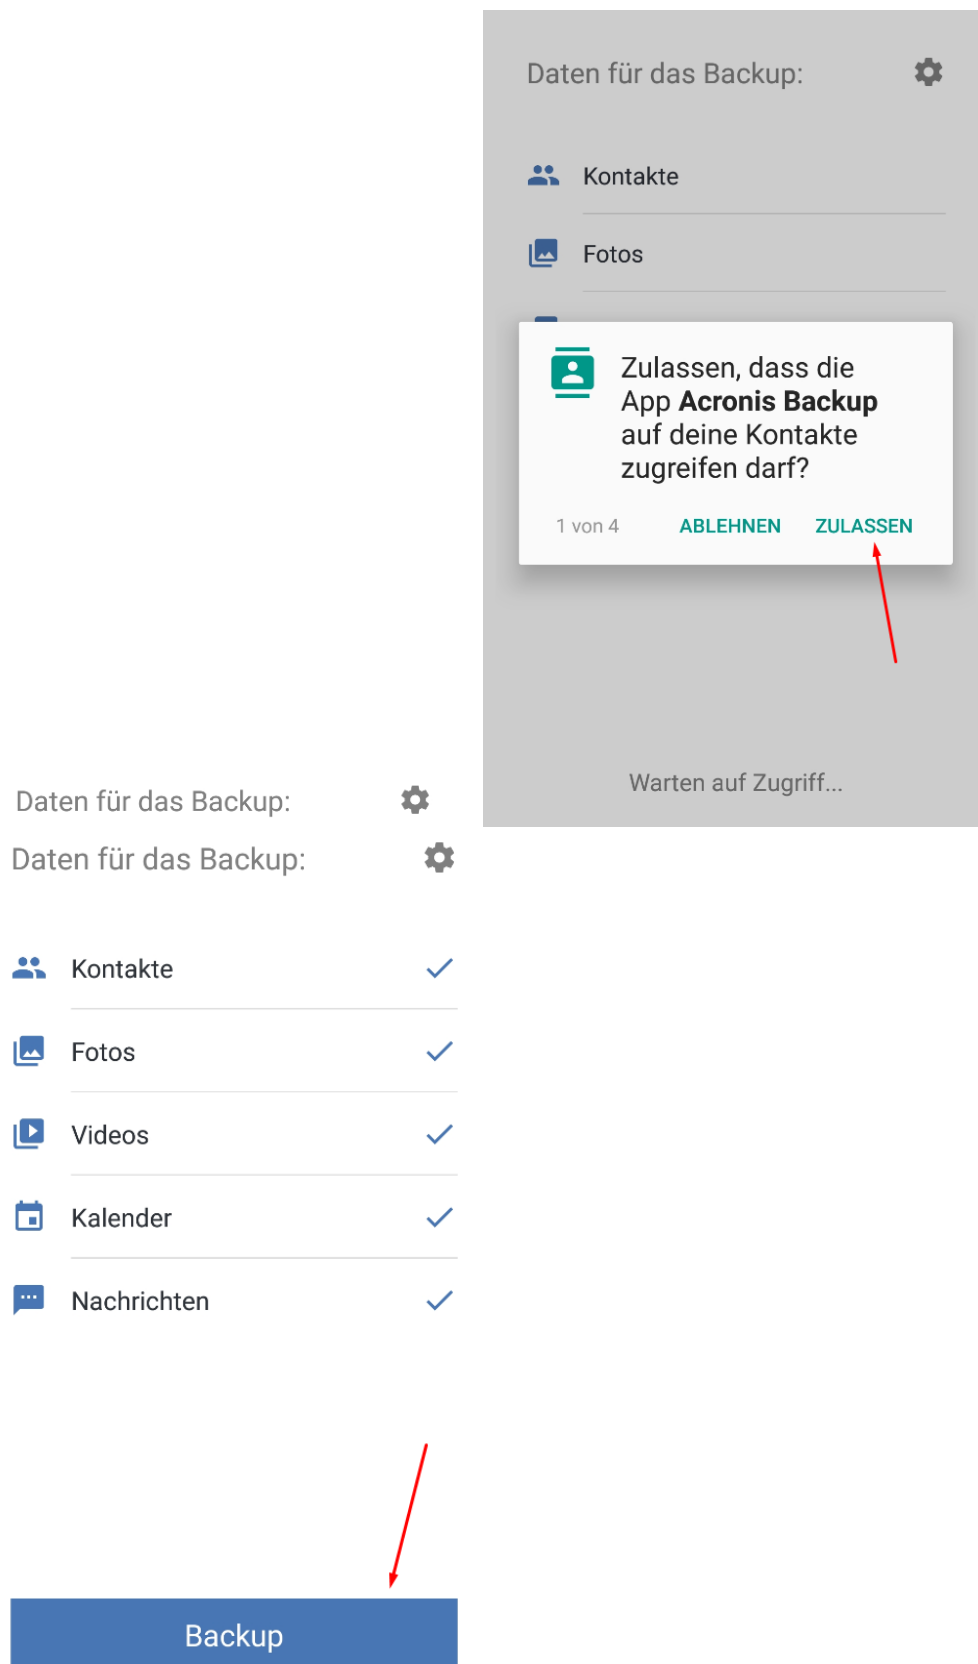 Daten für das Backup:
Kontakte
Fotos
Zulassen, dass die
App Acronis Backup
auf deine Kontakte
zugreifen darf?
1 von 4 ABLEHNEN ZULASSEN
Warten auf Zugriff...
Daten für das Backup:
Daten für das Backup:
Kontakte
Fotos
Videos
Kalender
Nachrichten
Backup